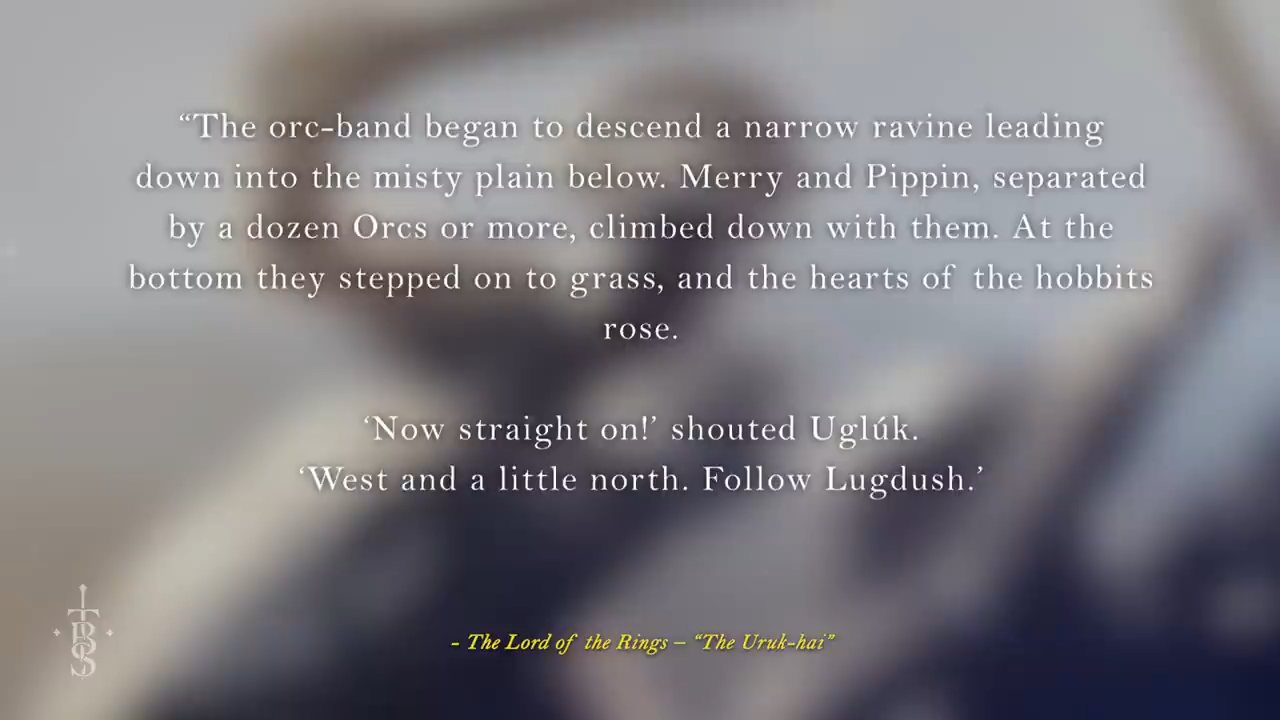 “The orc-band began to descend a narrow ravine leading
down into the misty plain below. Merry and Pippin, separated
by a dozen Orcs or more, climbed down with them. At the
bottom they stepped on to grass, and the hearts of the hobbits
rose.
‘Now straight on!’ shouted Uglúk.
‘West and a little north. Follow Lugdush.’
- The Lord of the Rings – “The Uruk-hai”
TBS